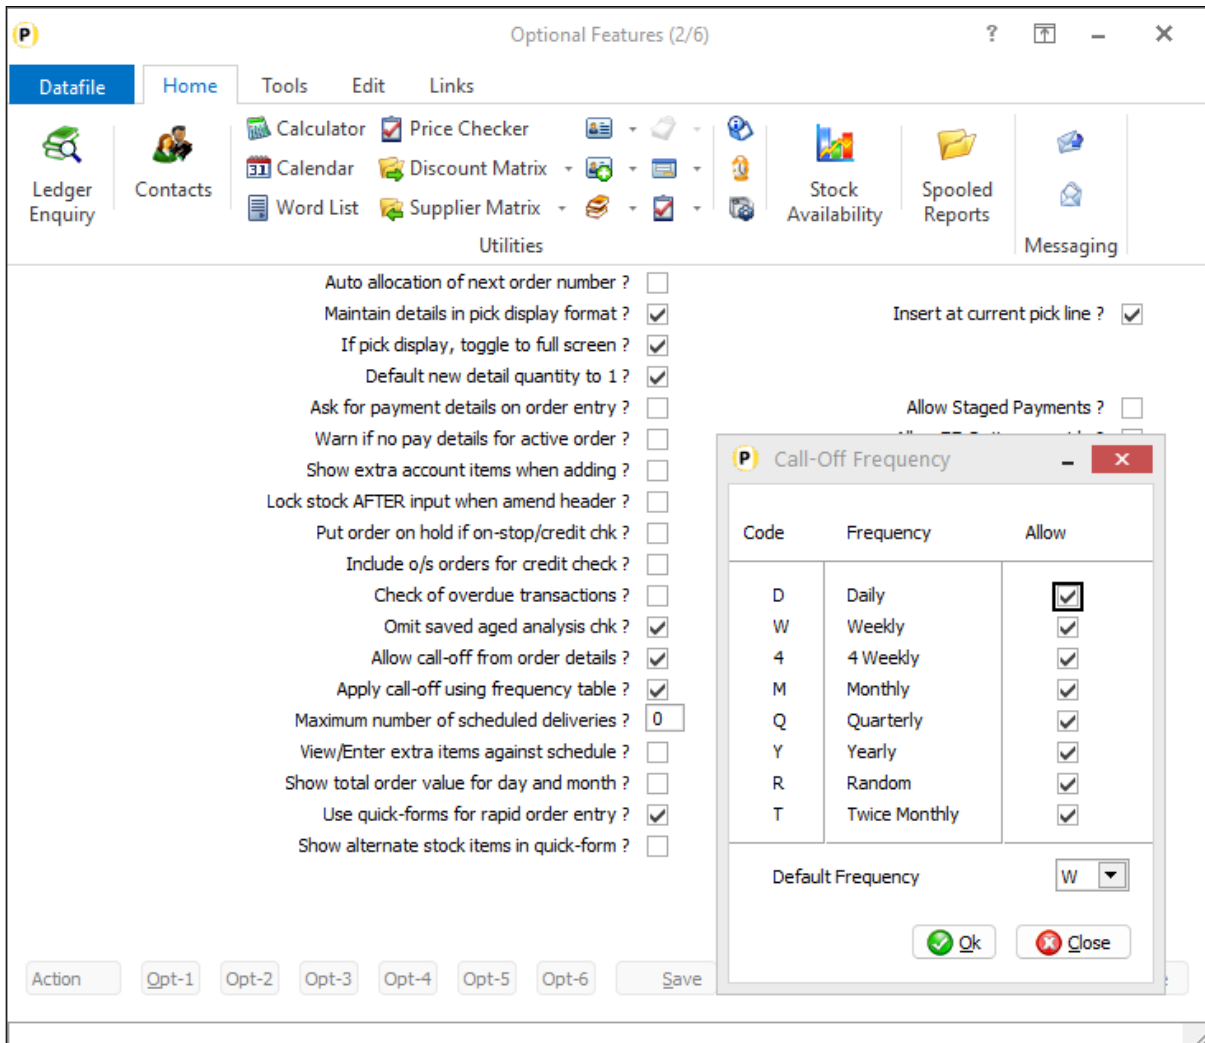 P Optional Features (2/6) ?
Datafile Home Tools Edit Links
Calculator Price Checker
Calendar Discount Matrix
Word List Supplier Matrix
Ledger Enquiry
Contacts
31
Stock Availability
Spooled Reports
Utilities Messaging
Auto allocation of next order number ?
Maintain details in pick display format ? Insert at current pick line ?
If pick display, toggle to full screen ?
Default new detail quantity to 1 ?
Ask for payment details on order entry ? Allow Staged Payments ?
Warn if no pay details for active order ?
Show extra account items when adding ?
Lock stock AFTER input when amend header ?
Put order on hold if on-stop/credit chk ?
Include o/s orders for credit check ?
Check of overdue transactions ?
Omit saved aged analysis chk ?
Allow call-off from order details ?
Apply call-off using frequency table ?
Maximum number of scheduled deliveries ? 0
View/Enter extra items against schedule ?
Show total order value for day and month ?
Use quick-forms for rapid order entry ?
Show alternate stock items in quick-form ?
P Call-Off Frequency
Code Frequency Allow
D Daily
W Weekly
4 4 Weekly
M Monthly
Q Quarterly
Y Yearly
R Random
T Twice Monthly
Default Frequency W
Ok Close
Action Opt-1 Opt-2 Opt-3 Opt-4 Opt-5 Opt-6 Save